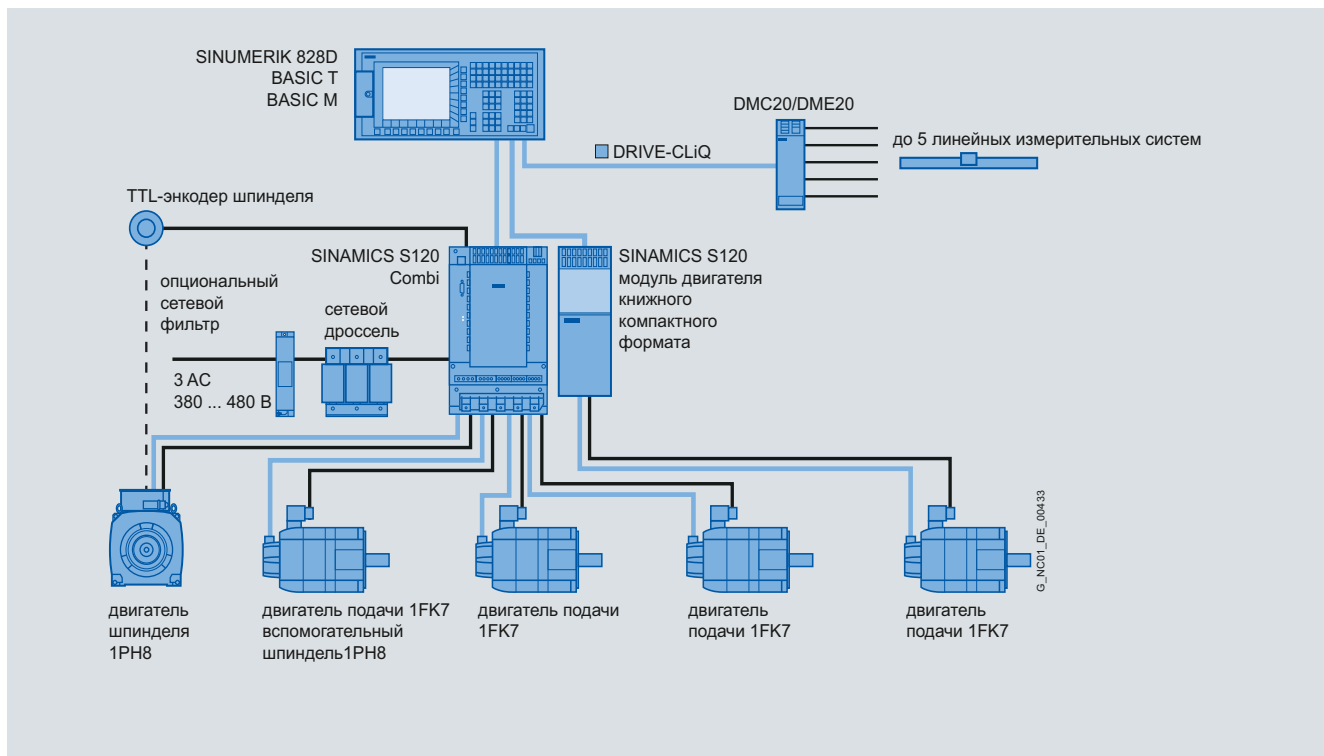 SINUMERIK 828D
BASIC T
BASIC M
DMC20/DME20
до 5 линейных измерительных систем
DRIVE-CLiQ
TTL-энкодер шпинделя
SINAMICS S120
Combi
SINAMICS S120
модуль двигателя
книжного
компактного
формата
опциональный
сетевой
фильтр
сетевой
дроссель
3 AC
380 ... 480 В
G_NC01_DE_00433
двигатель
шпинделя
1PH8
двигатель подачи 1FK7
вспомогательный
шпиндель1PH8
двигатель подачи
1FK7
двигатель
подачи 1FK7
двигатель
подачи 1FK7